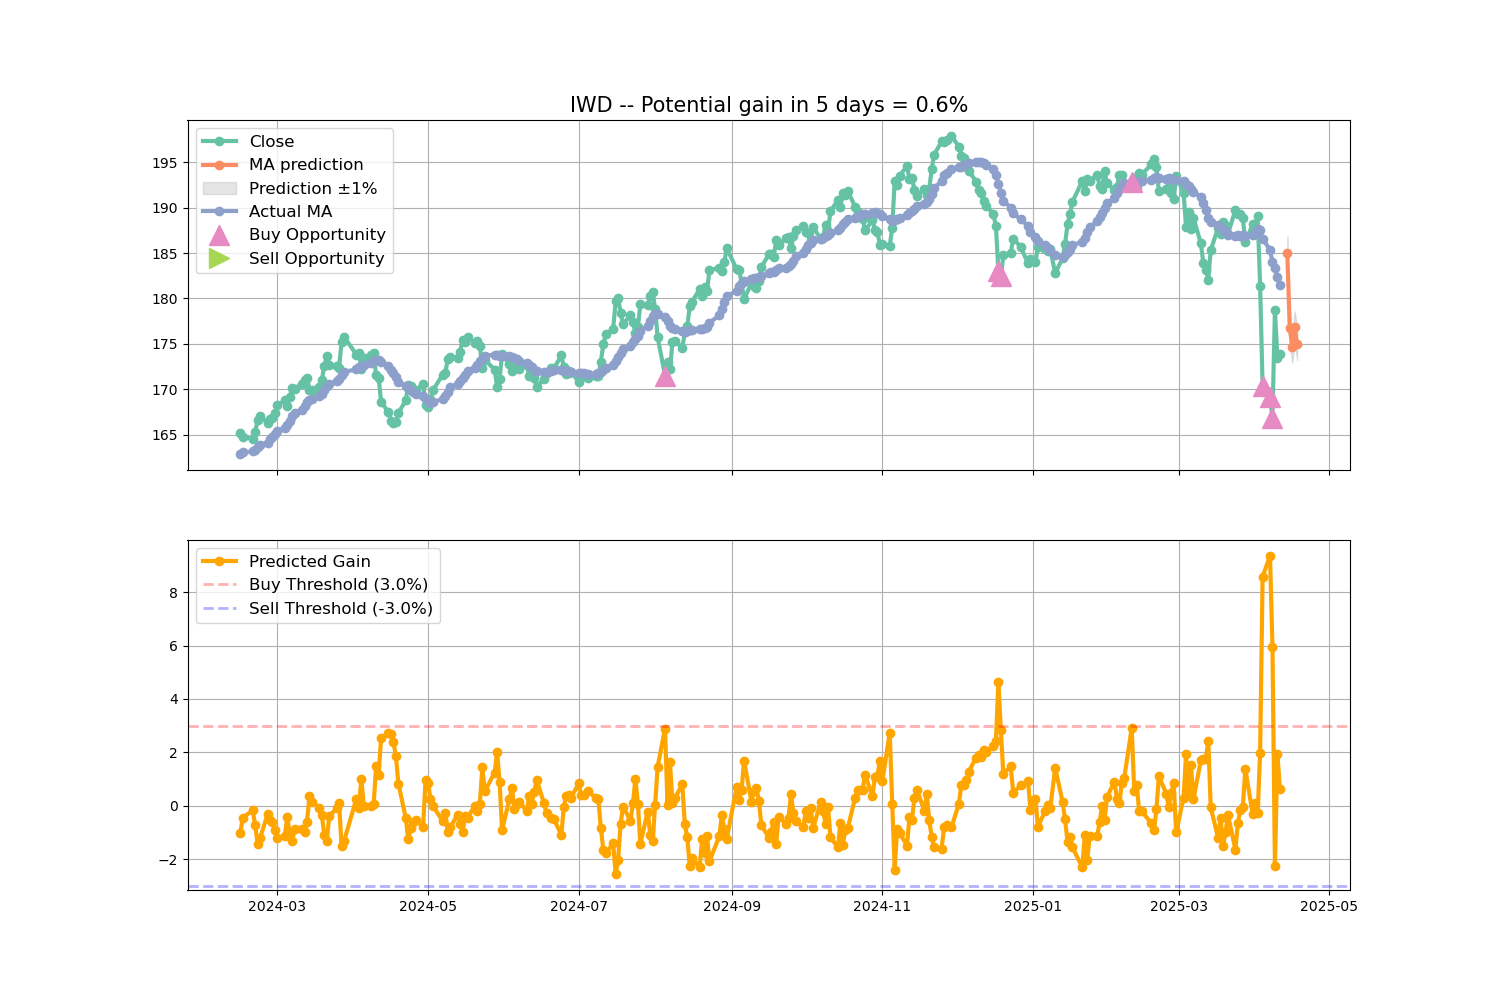 IWD -- Potential gain in 5 days = 0.6%
Close
MA prediction
Prediction ±1%
Actual MA
Buy Opportunity
Sell Opportunity
195
190
185
180
175
170
165
Predicted Gain
Buy Threshold (3.0%)
Sell Threshold (-3.0%)
8
6
4
2
0
−2
2024-03 2024-05 2024-07 2024-09 2024-11 2025-01 2025-03 2025-05